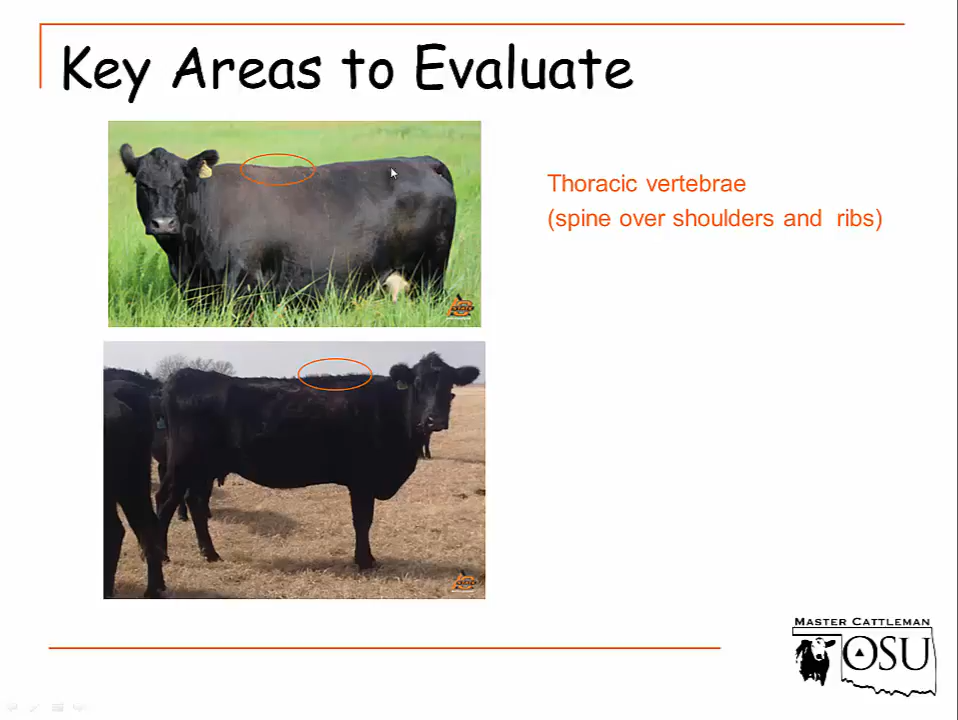 Key Areas to Evaluate
Thoracic vertebrae
(spine over shoulders and ribs)
MASTER CATTLEMAN
OSU